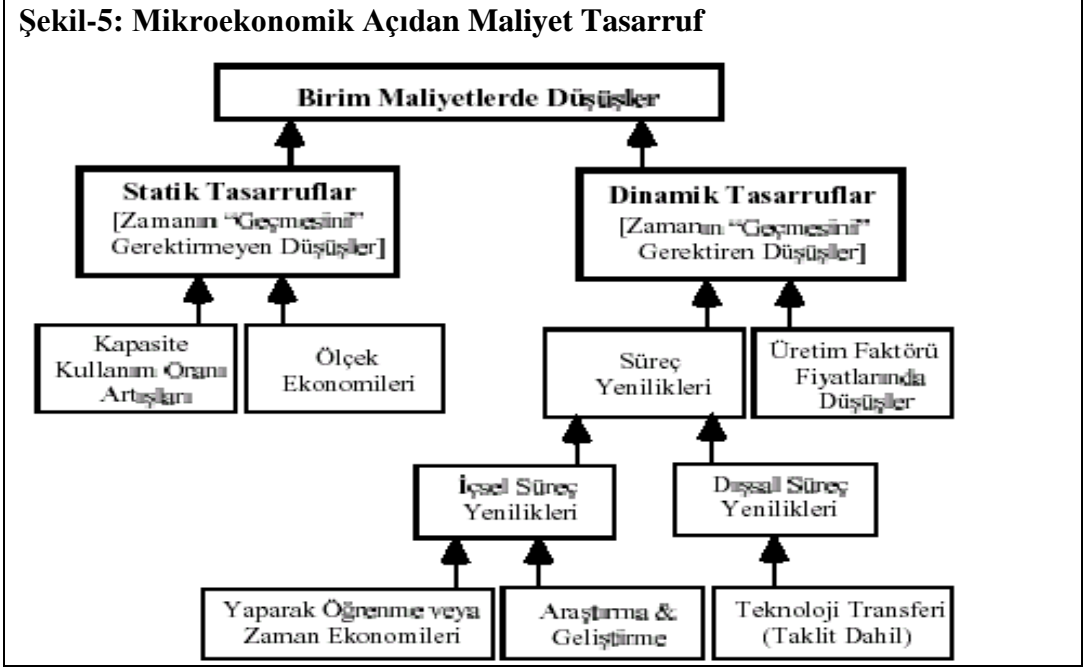 Şekil-5: Mikroekonomik Açıdan Maliyet Tasarruf
Birim Maliyetlerde Düşüşler
Statik Tasarruflar
[Zamanın “Geçmesini”
Gerektirmeyen Düşüşler]
Dinamik Tasarruflar
[Zamanın “Geçmesini”
Gerektiren Düşüşler]
Kapasite
Kullanım Oranı
Artışları
Ölçek
Ekonomileri
Süreç
Yenilikleri
Üretim Faktörü
Fiyatlarında
Düşüşler
İçsel Süreç
Yenilikleri
Dışsal Süreç
Yenilikleri
Yaparak Öğrenme veya
Zaman Ekonomileri
Araştırma &
Geliştirme
Teknoloji Transferi
(Taklit Dahil)